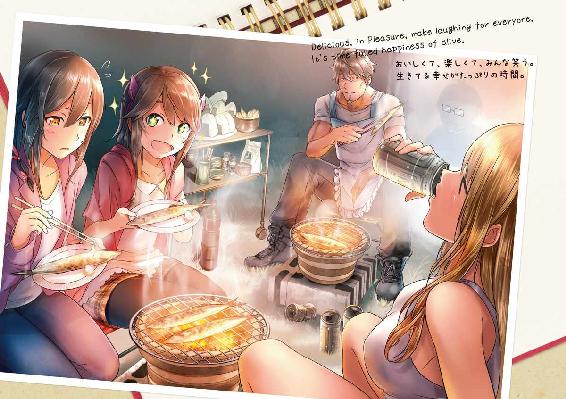 Delicious, in Pleasure, make laughing for everyone,
It's time filled happiness of alive.
おいしくて、楽しくて、みんな笑う。
生きてる幸せがたっぷりの時間。